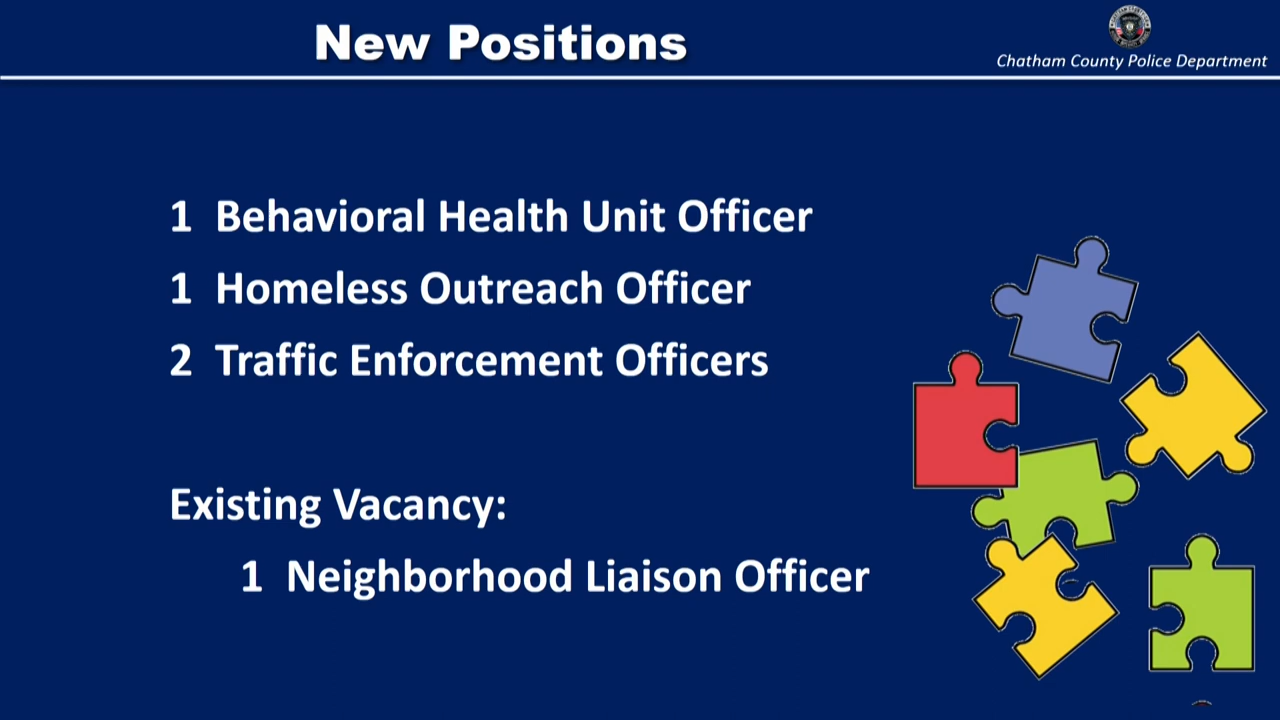 New Positions
Chatham County Police Department
1 Behavioral Health Unit Officer
1 Homeless Outreach Officer
2 Traffic Enforcement Officers
Existing Vacancy:
1 Neighborhood Liaison Officer